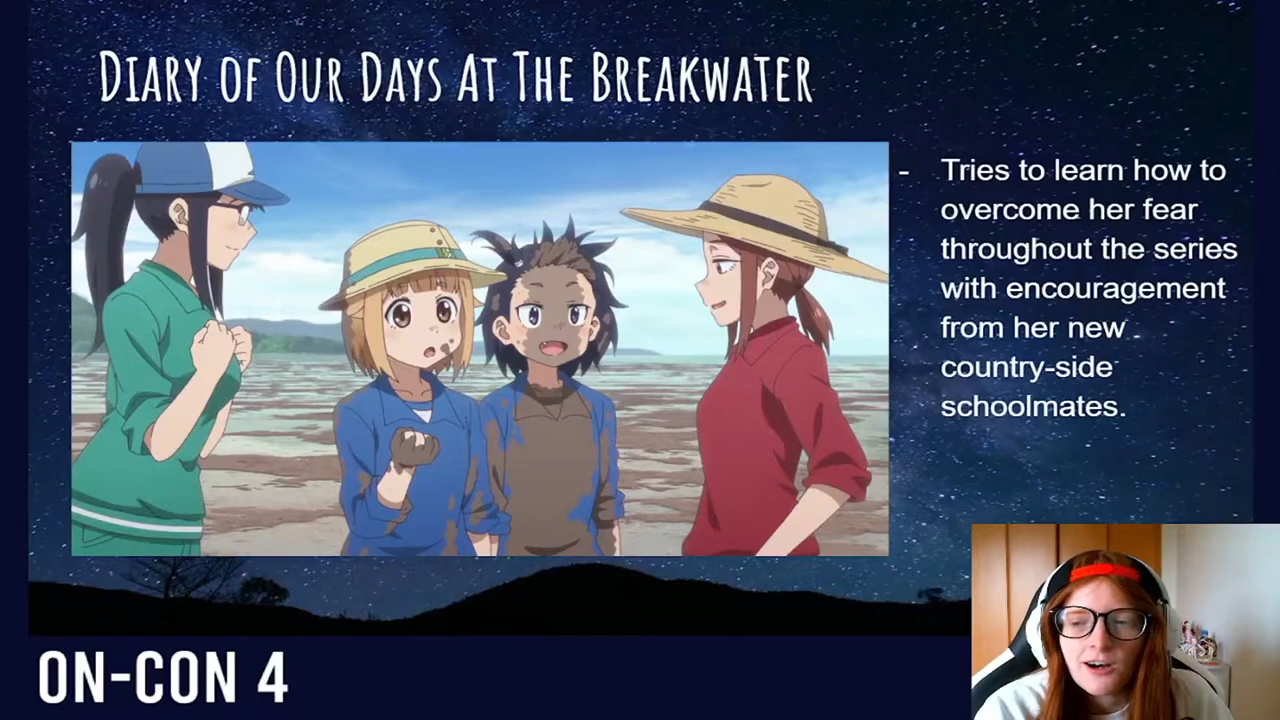 DIARY OF OUR DAYS AT THE BREAKWATER
- Tries to learn how to
overcome her fear
throughout the series
with encouragement
from her new
country-side
schoolmates.
ON-CON 4